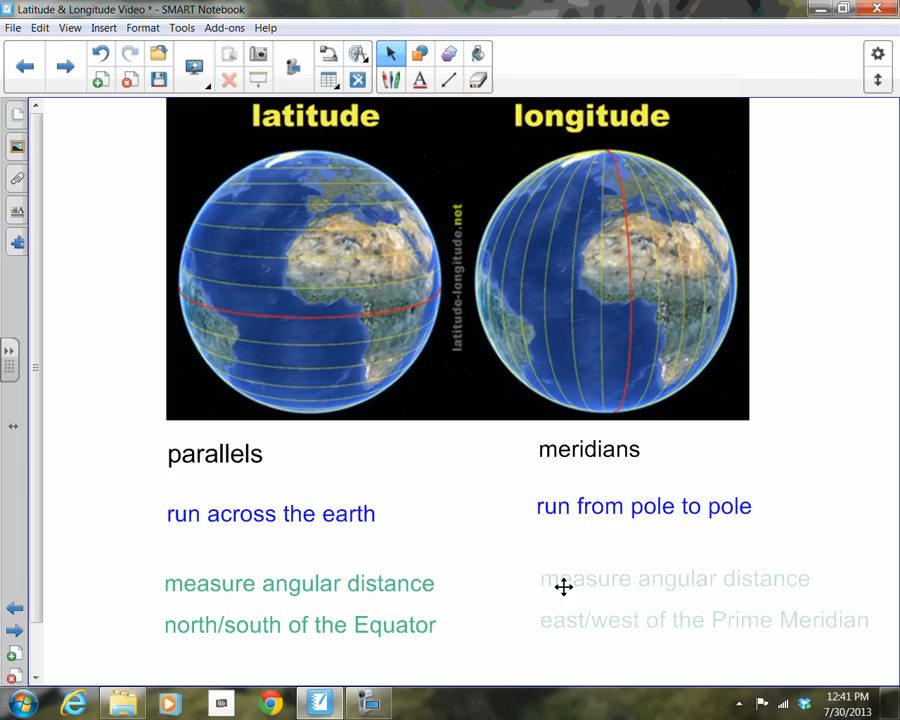 Latitude & Longitude Video * - SMART Notebook
File Edit View Insert Format Tools Add-ons Help
latitude longitude
latitude-longitude.net
parallels meridians
run across the earth run from pole to pole
measure angular distance measure angular distance
north/south of the Equator east/west of the Prime Meridian
12:41 PM
7/30/2013